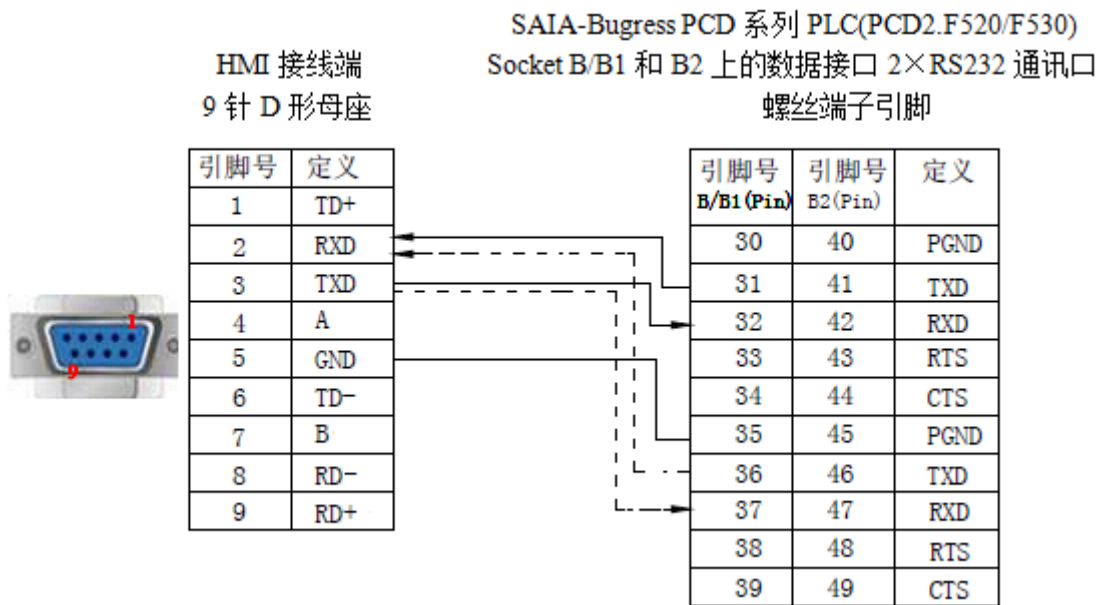 SAIA-Bugress PCD 系列 PLC(PCD2.F520/F530)
HMI 接线端
Socket B/B1 和 B2 上的数据接口 2×RS232 通讯口
9 针 D 形母座
螺丝端子引脚
引脚号 定义
1 TD+
2 RXD
3 TXD
4 A
5 GND
6 TD-
7 B
8 RD-
9 RD+
1
9
引脚号 引脚号 定义
B/B1(Pin) B2(Pin)
30 40 PGND
31 41 TXD
32 42 RXD
33 43 RTS
34 44 CTS
35 45 PGND
36 46 TXD
37 47 RXD
38 48 RTS
39 49 CTS